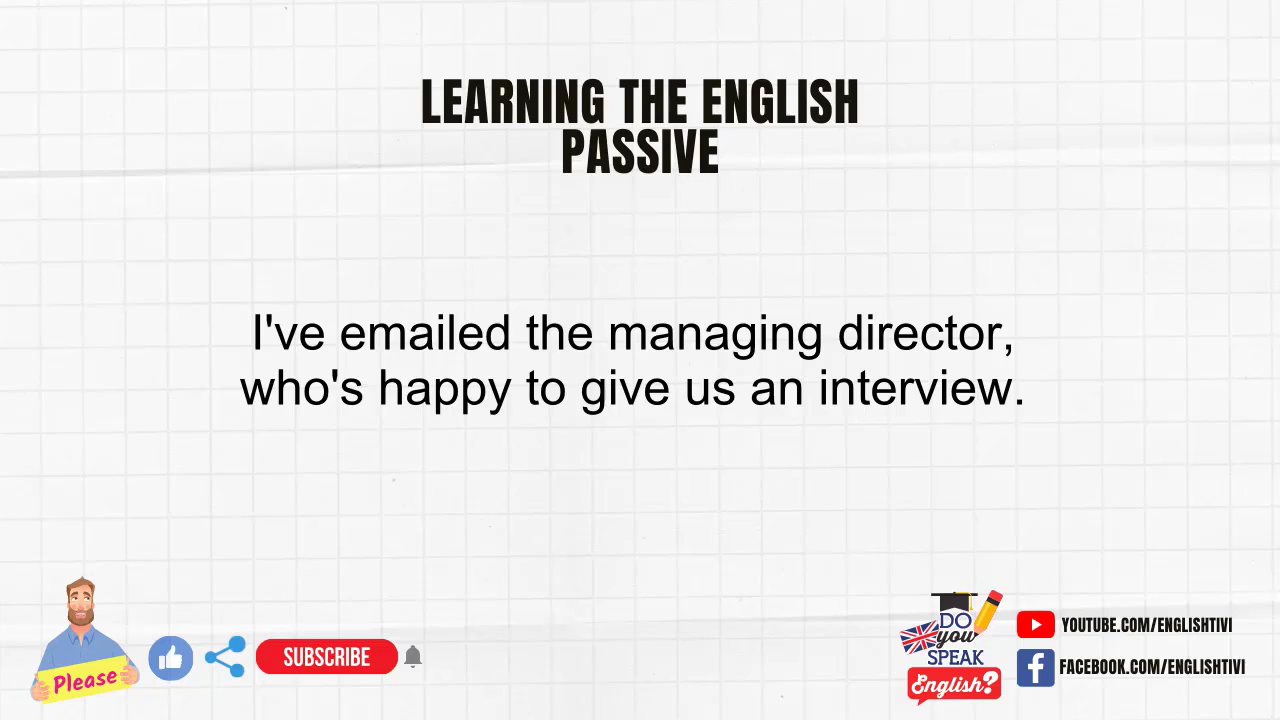 LEARNING THE ENGLISH
PASSIVE
I've emailed the managing director,
who's happy to give us an interview.
Please
SUBSCRIBE
DO
you
SPEAK
English?
YOUTUBE.COM/ENGLISHTIVI
FACEBOOK.COM/ENGLISHTIVI